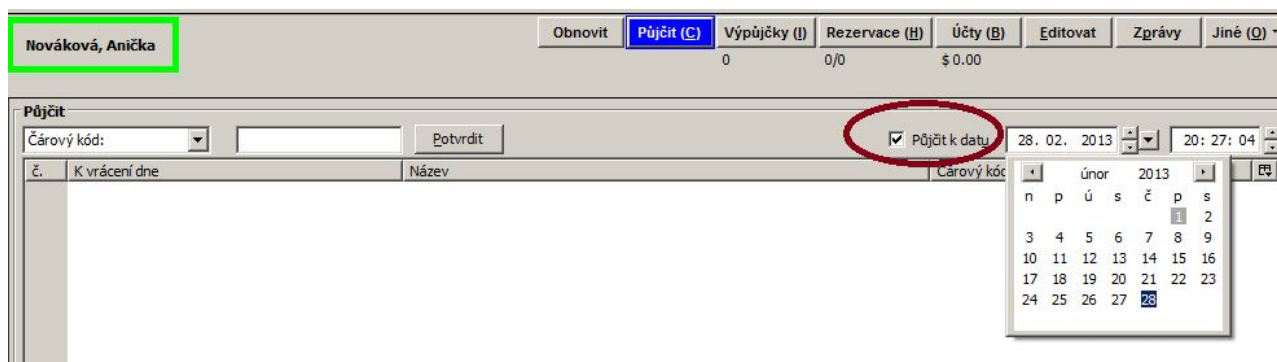 Nováková, Anička
Obnovit Půjčit (C) Výpůjčky (I) Rezervace (H) Účty (B) Editovat Zprávy Jiné (O)
0 0/0 $ 0.00
Půjčit
Čárový kód: Potvrdit Půjčit k datu 28. 02. 2013 20: 27: 04
č. K vrácení dne Název Čárový kód
únor 2013
n p ú s č p s
1 2
3 4 5 6 7 8 9
10 11 12 13 14 15 16
17 18 19 20 21 22 23
24 25 26 27 28